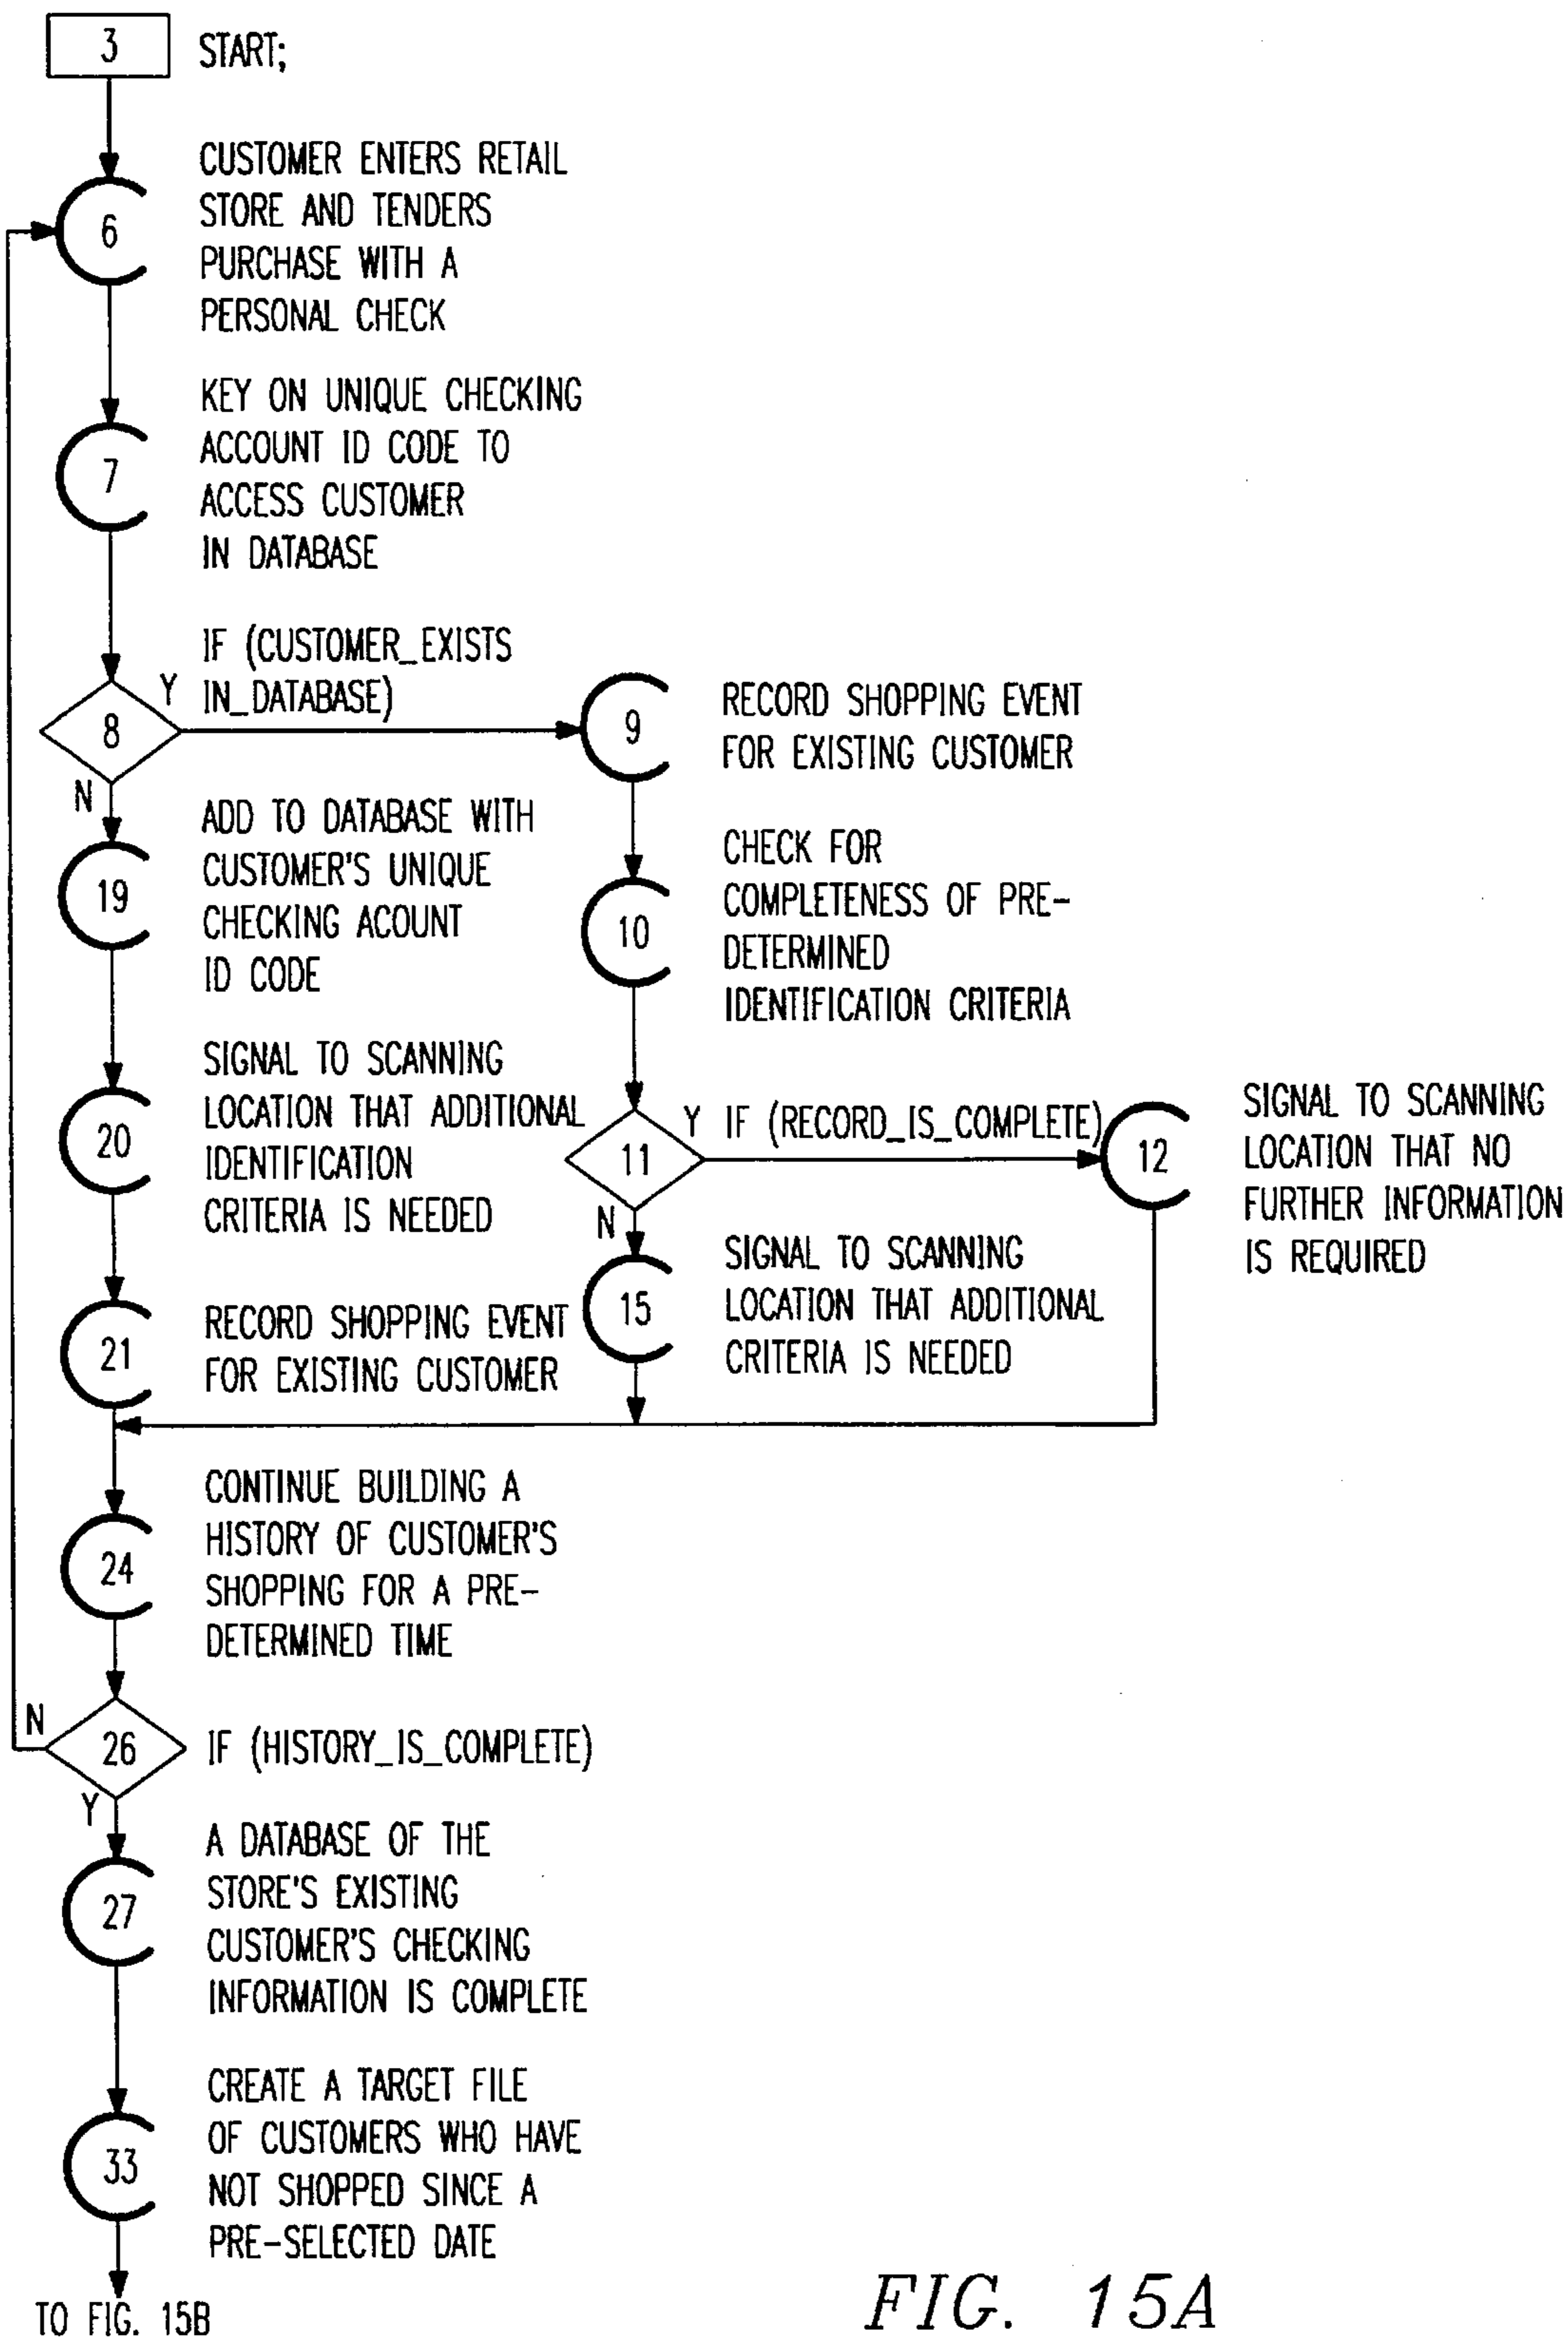 3 START;
CUSTOMER ENTERS RETAIL
STORE AND TENDERS
6
PURCHASE WITH A
PERSONAL CHECK
KEY ON UNIQUE CHECKING
ACCOUNT ID CODE TO
7
ACCESS CUSTOMER
IN DATABASE
IF (CUSTOMER_EXISTS
Y IN_DATABASE)
8
N
9
RECORD SHOPPING EVENT
FOR EXISTING CUSTOMER
ADD TO DATABASE WITH
CUSTOMER'S UNIQUE
19
CHECKING ACOUNT
ID CODE
CHECK FOR
COMPLETENESS OF PRE-
10
DETERMINED
IDENTIFICATION CRITERIA
SIGNAL TO SCANNING
LOCATION THAT ADDITIONAL
20
IDENTIFICATION
CRITERIA IS NEEDED
Y IF (RECORD_IS_COMPLETE)
11
N
12
SIGNAL TO SCANNING
LOCATION THAT NO
FURTHER INFORMATION
IS REQUIRED
SIGNAL TO SCANNING
15 LOCATION THAT ADDITIONAL
CRITERIA IS NEEDED
21
RECORD SHOPPING EVENT
FOR EXISTING CUSTOMER
CONTINUE BUILDING A
HISTORY OF CUSTOMER'S
24
SHOPPING FOR A PRE-
DETERMINED TIME
N
26 IF (HISTORY_IS_COMPLETE)
Y
A DATABASE OF THE
STORE'S EXISTING
27
CUSTOMER'S CHECKING
INFORMATION IS COMPLETE
CREATE A TARGET FILE
OF CUSTOMERS WHO HAVE
33
NOT SHOPPED SINCE A
PRE-SELECTED DATE
TO FIG. 15B
FIG. 15A